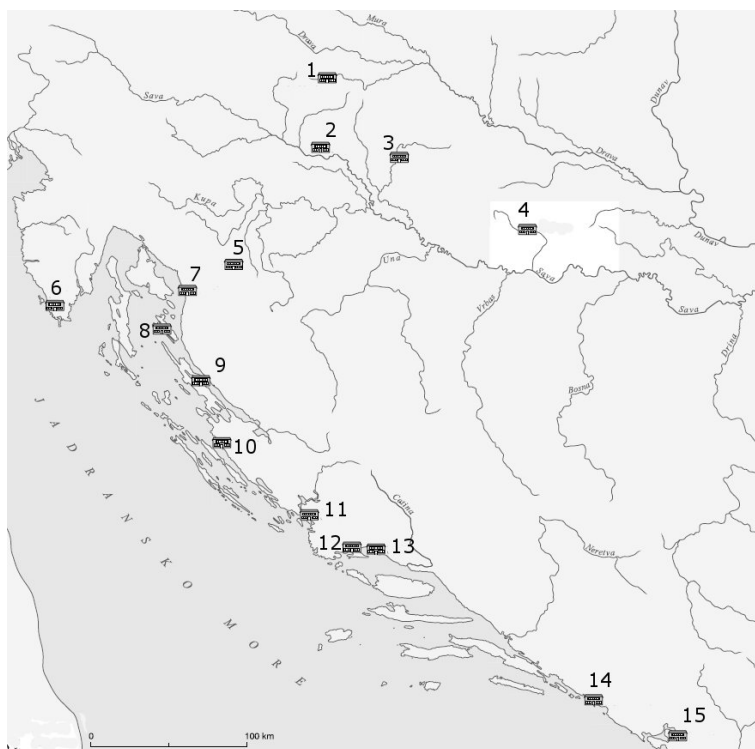 Mura
Drava
1
Sava
2
3
Dunav
Drava
4
Kupa
Dunav
5
Una
Sava
6
7
Vrbas
Sava
8
Drina
9
Bosna
J A D R A N S K O M O R E
10
Cetina
11
12
13
Neretva
14
15
0
100 km